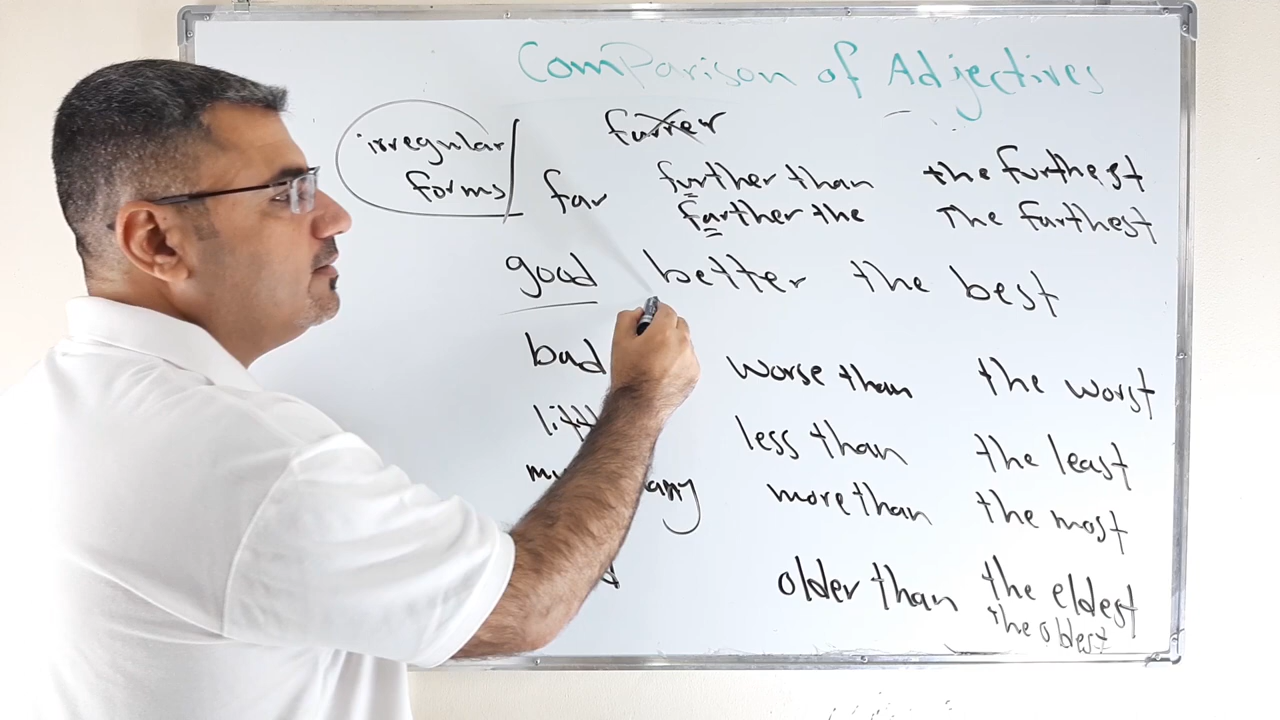 Comparison of Adjectives
irregular forms
furrer
far further than the furthest
farther the The farthest
good better the best
bad worse than the worst
less than the least
more than the most
older than the eldest
the oldest